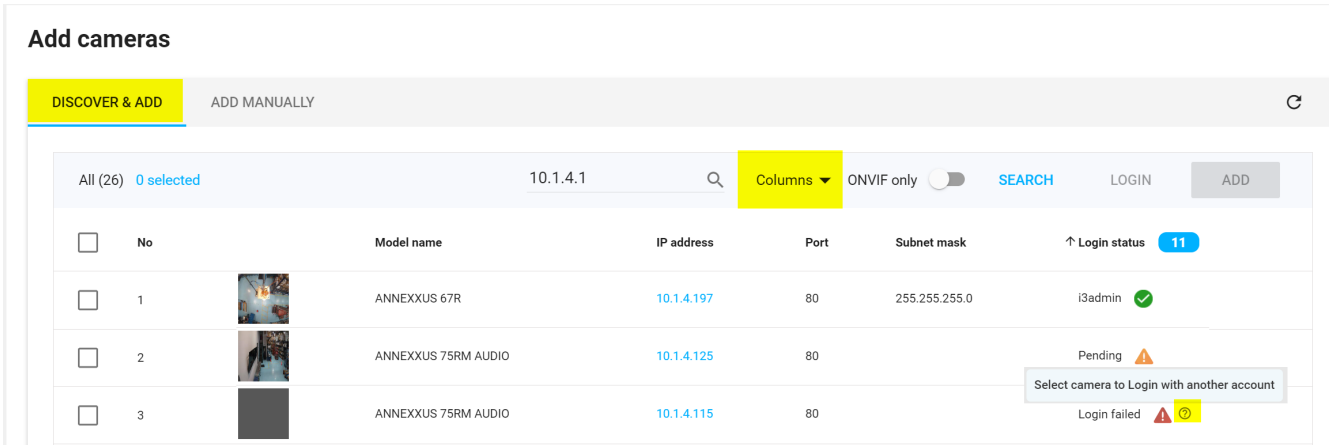 Add cameras
DISCOVER & ADD ADD MANUALLY
All (26) 0 selected 10.1.4.1 Columns ONVIF only SEARCH LOGIN ADD
No Model name IP address Port Subnet mask Login status 11
1 ANNEXXUS 67R 10.1.4.197 80 255.255.255.0 i3admin
2 ANNEXXUS 75RM AUDIO 10.1.4.125 80 Pending
Select camera to Login with another account
3 ANNEXXUS 75RM AUDIO 10.1.4.115 80 Login failed